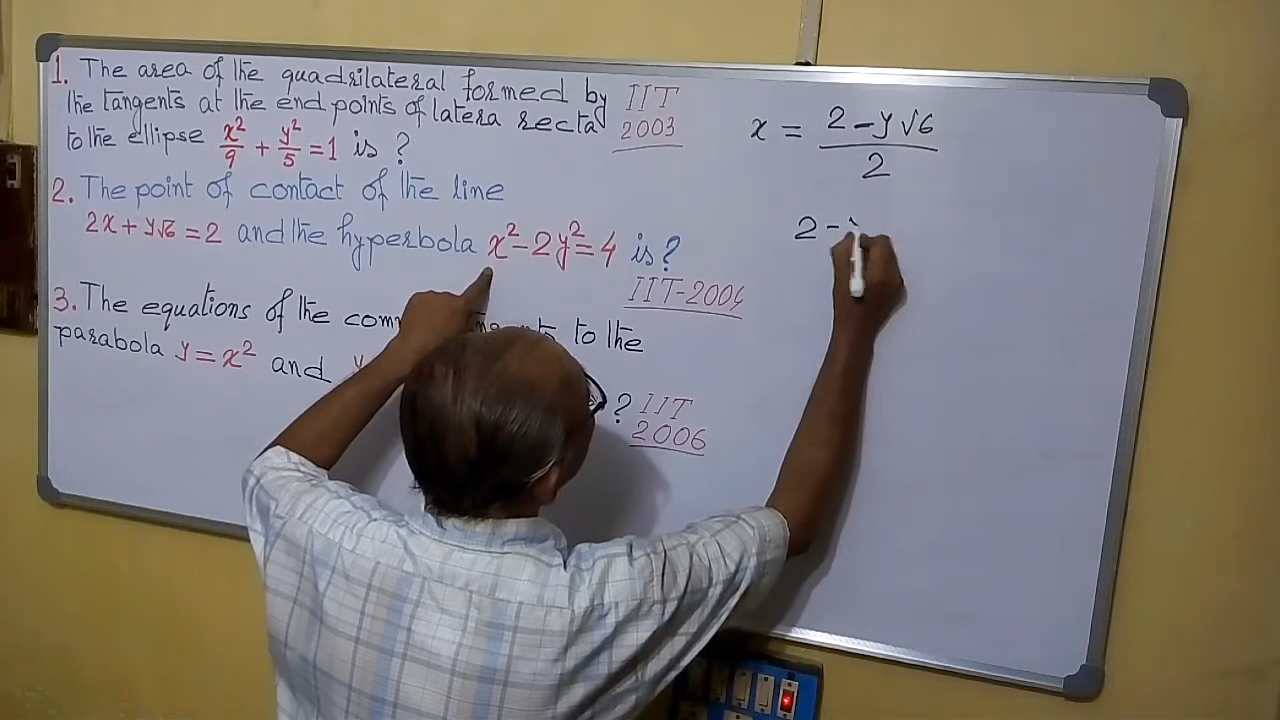 1. The area of the quadrilateral formed by
the tangents at the end points of latera recta
to the ellipse x²/9 + y²/5 = 1 is ?
IIT
2003
2. The point of contact of the line
2x + y√6 = 2 and the hyperbola x² - 2y² = 4 is ?
IIT-2004
3. The equations of the to the
parabola y = x² and
? IIT
2006
x = (2 - y√6)/2
2 -